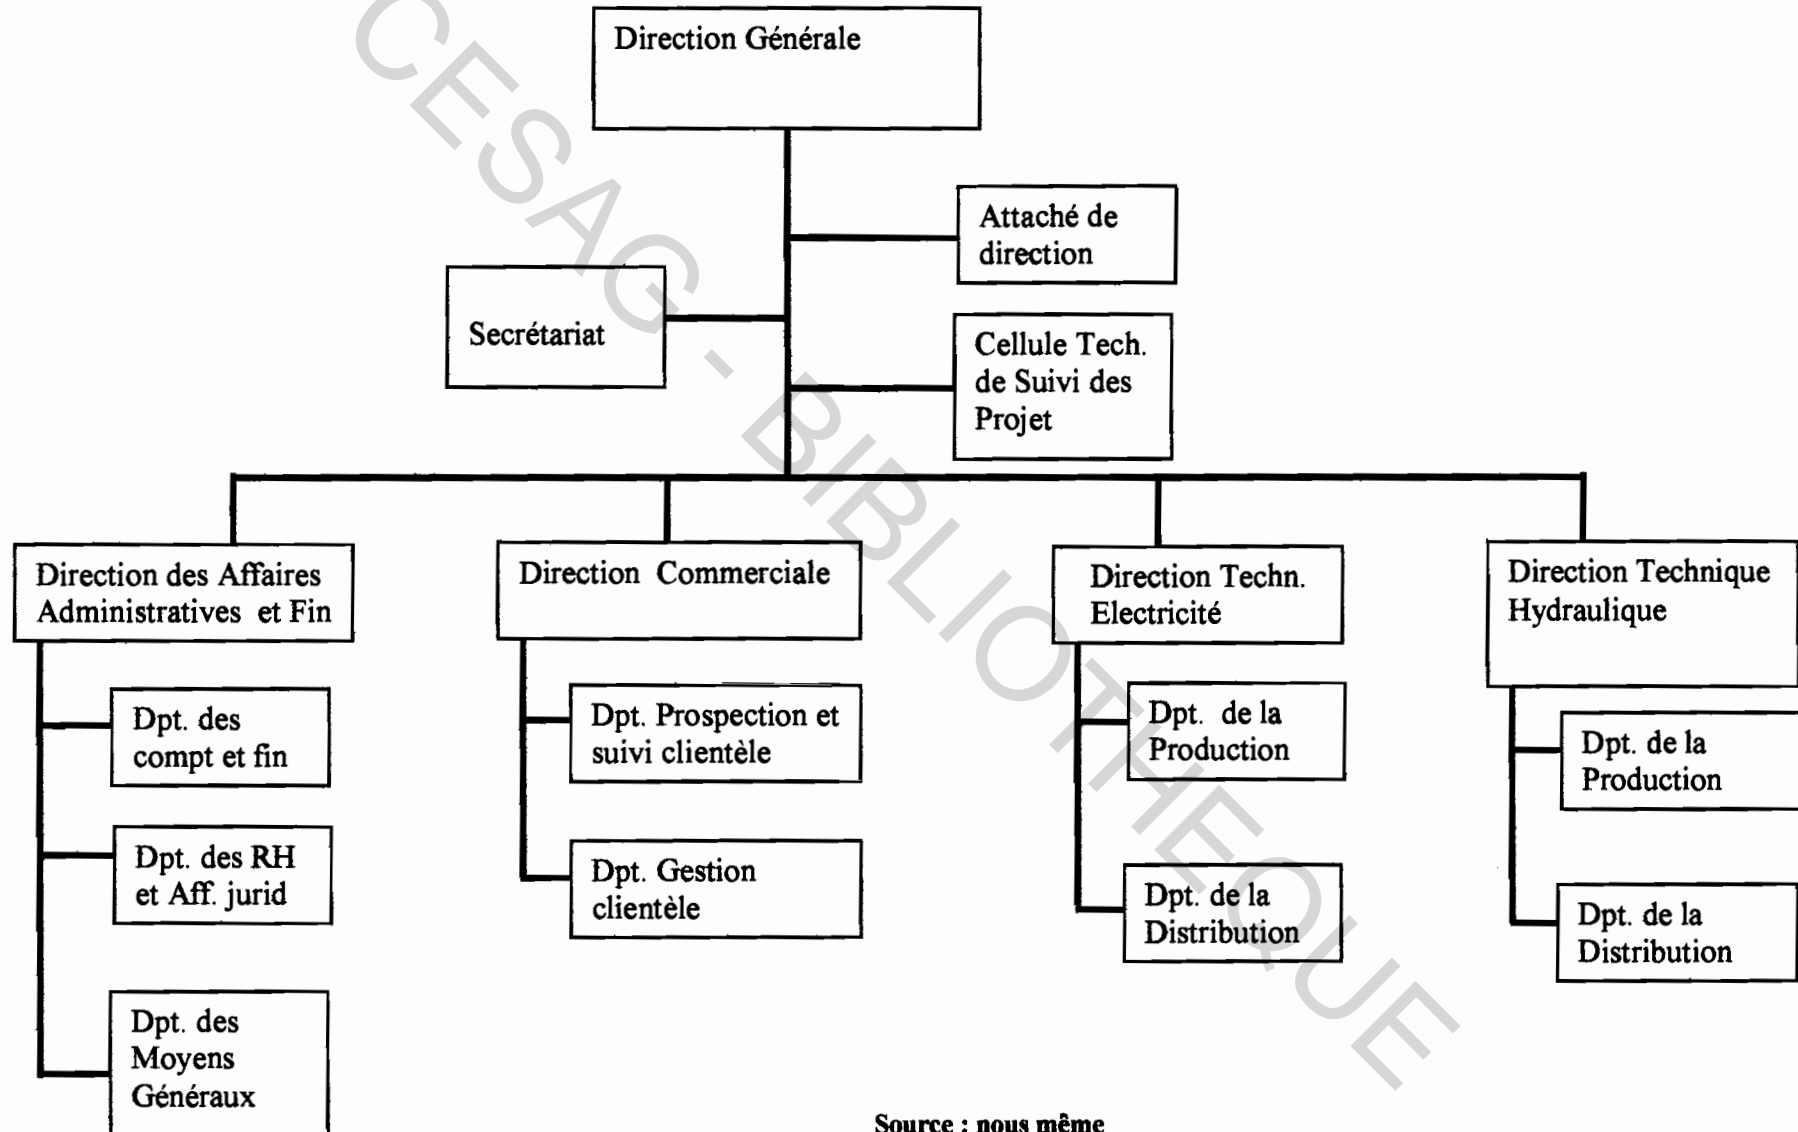 Direction Générale
Attaché de
direction
Secrétariat
Cellule Tech.
de Suivi des
Projet
Direction des Affaires
Administratives et Fin
Dpt. des
compt et fin
Dpt. des RH
et Aff. jurid
Dpt. des
Moyens
Généraux
Direction Commerciale
Dpt. Prospection et
suivi clientèle
Dpt. Gestion
clientèle
Direction Techn.
Electricité
Dpt. de la
Production
Dpt. de la
Distribution
Direction Technique
Hydraulique
Dpt. de la
Production
Dpt. de la
Distribution
Source : nous même
CESAG - BIBLIOTHEQUE